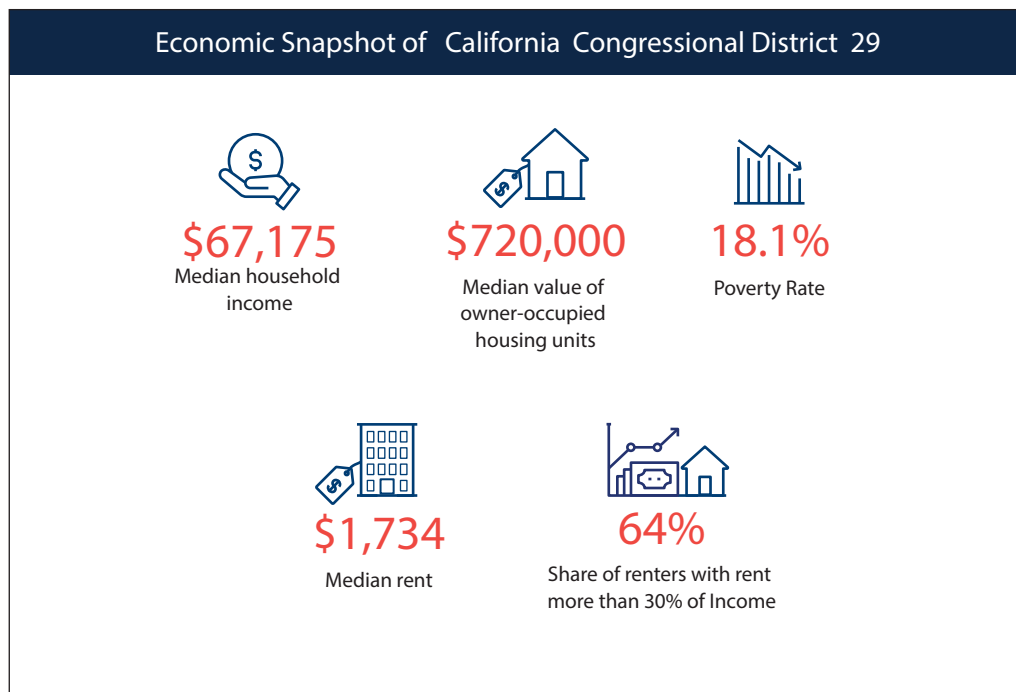 Economic Snapshot of California Congressional District 29
$
$
$67,175
Median household
income
$720,000
Median value of
owner-occupied
housing units
18.1%
Poverty Rate
$
$1,734
Median rent
64%
Share of renters with rent
more than 30% of Income